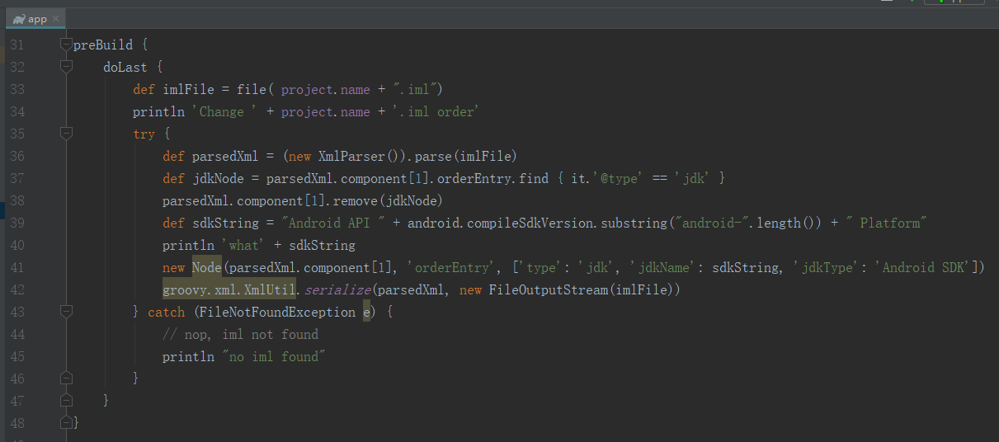 app
31 preBuild {
32 doLast {
33 def imlFile = file( project.name + ".iml")
34 println 'Change ' + project.name + '.iml order'
35 try {
36 def parsedXml = (new XmlParser()).parse(imlFile)
37 def jdkNode = parsedXml.component[1].orderEntry.find { it.'@type' == 'jdk' }
38 parsedXml.component[1].remove(jdkNode)
39 def sdkString = "Android API " + android.compileSdkVersion.substring("android-".length()) + " Platform"
40 println 'what' + sdkString
41 new Node(parsedXml.component[1], 'orderEntry', ['type': 'jdk', 'jdkName': sdkString, 'jdkType': 'Android SDK'])
42 groovy.xml.XmlUtil.serialize(parsedXml, new FileOutputStream(imlFile))
43 } catch (FileNotFoundException e) {
44 // nop, iml not found
45 println "no iml found"
46 }
47 }
48 }